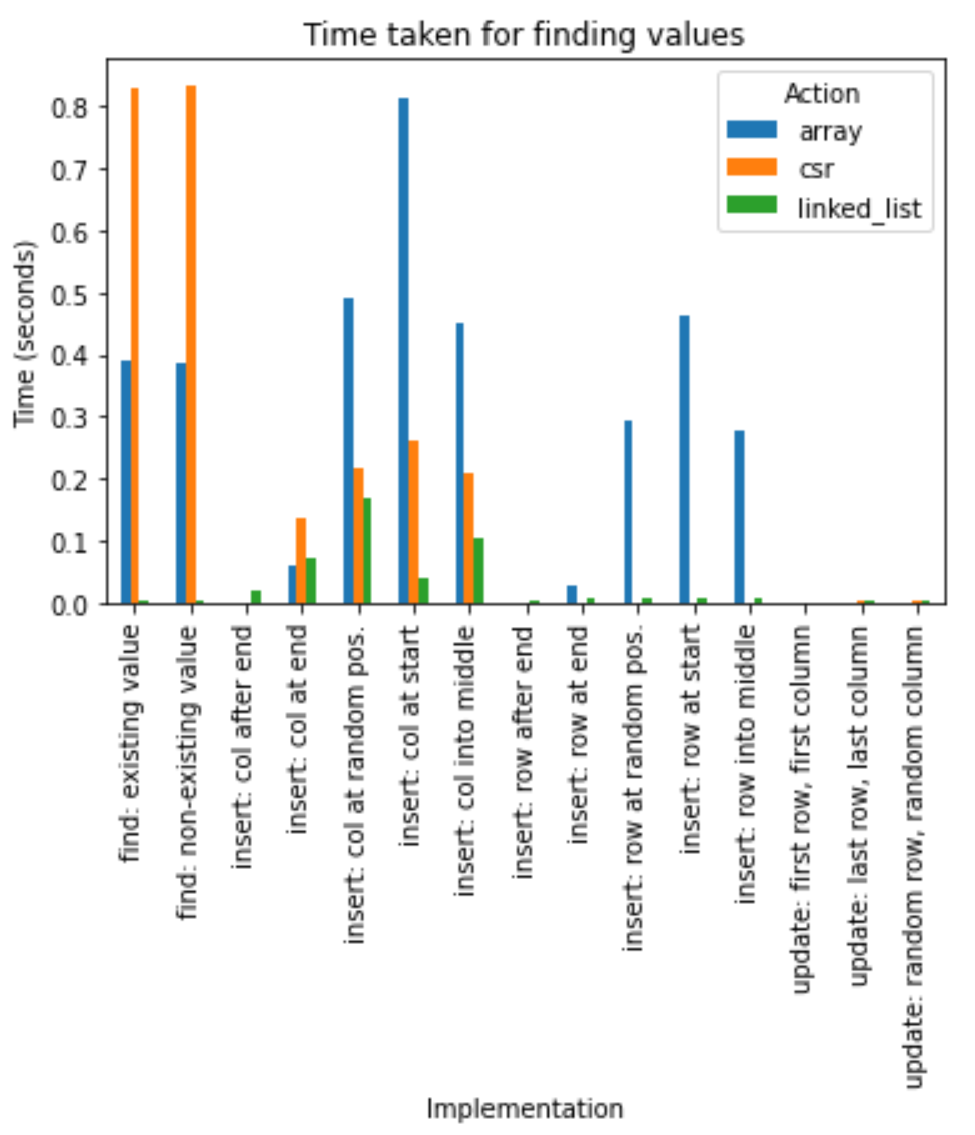 Time taken for finding values
Action
array
csr
linked_list
Time (seconds)
0.8
0.7
0.6
0.5
0.4
0.3
0.2
0.1
0.0
find: existing value
find: non-existing value
insert: col after end
insert: col at end
insert: col at random pos.
insert: col at start
insert: col into middle
insert: row after end
insert: row at end
insert: row at random pos.
insert: row at start
insert: row into middle
update: first row, first column
update: last row, last column
update: random row, random column
Implementation